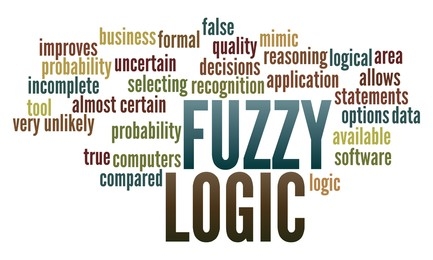 false
business formal mimic
improves quality reasoning logical area
probability uncertain decisions
incomplete selecting recognition application allows
tool almost certain statements
very unlikely probability FUZZY options data
available
true computers software
compared LOGIC logic